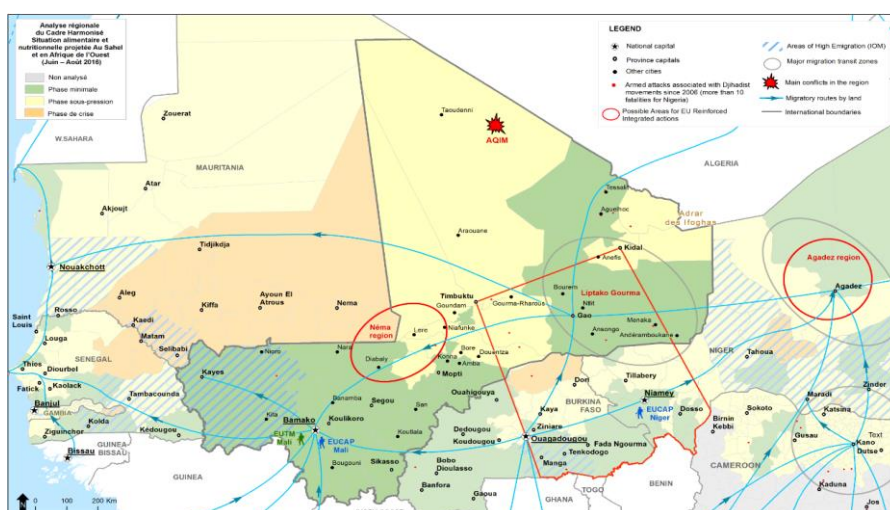 Analyse régionale
du Cadre Harmonisé
Situation alimentaire et
nutritionnelle projetée Au Sahel
et en Afrique de l'Ouest
(Juin – Août 2018)
Non analysé
Phase minimale
Phase sous-pression
Phase de crise
LEGEND
National capital
Province capitals
Other cities
Armed attacks associated with Djihadist
movements since 2006 (more than 10
fatalities for Nigeria)
Possible Areas for EU Reinforced
Integrated actions
Areas of High Emigration (IOM)
Major migration transit zones
Main conflicts in the region
Migratory routes by land
International boundaries
Taoudenni
Zouerat
AQIM
W.SAHARA
MAURITANIA
ALGERIA
Atar
Tessalit
Akjoujt
Aguelhoc
Adrar
des Ifoghas
Araouane
Tidjikdja
Kidal
Anefis
Nouakchott
Agadez region
Aleg
Ayoun El
Atrous
Kiffa
Nema
Timbuktu
Bourem
Liptako Gourma
Agadez
Goundam
Gourma-Rharous
Ntlit
Gao
Saint
Louis
Rosso
Kaedi
Néma
region
Lere
Niafunke
Menaka
Ansongo
Andéramboukane
Louga
Matam
SENEGAL
Selibabi
Nioro
Nara
Bore
Konna
Douentza
Ambia
NIGER
Tahoua
Thies
Diourbel
Diabaly
Mopti
Kayes
Tillabery
Dori
Zinder
Fatick
Kaolack
Tambacounda
Banamba
Segou
San
Ouahigouya
BURKINA
FASO
Niamey
Maradi
Banjul
GAMBIA
Kolda
Kita
Bamako
Koulikoro
Kaya
EUCAP
Niger
Dosso
Birnin
Kebbi
Sokoto
Katsina
Ziguinchor
Kédougou
EUTM
Mali
EUCAP
Mali
Koutiala
Dedougou
Koudougou
Ziniare
Ouagadougou
Fada Ngourma
Gusau
Text
Kano
Dutse
Bissau
GUINEA
BISSAU
Bougouni
Sikasso
Bobo
Dioulasso
Tenkodogo
Manga
CAMEROON
GUINEA
Banfora
Gaoua
GHANA
TOGO
BENIN
Kaduna
Jos
N
0 100 200 Km